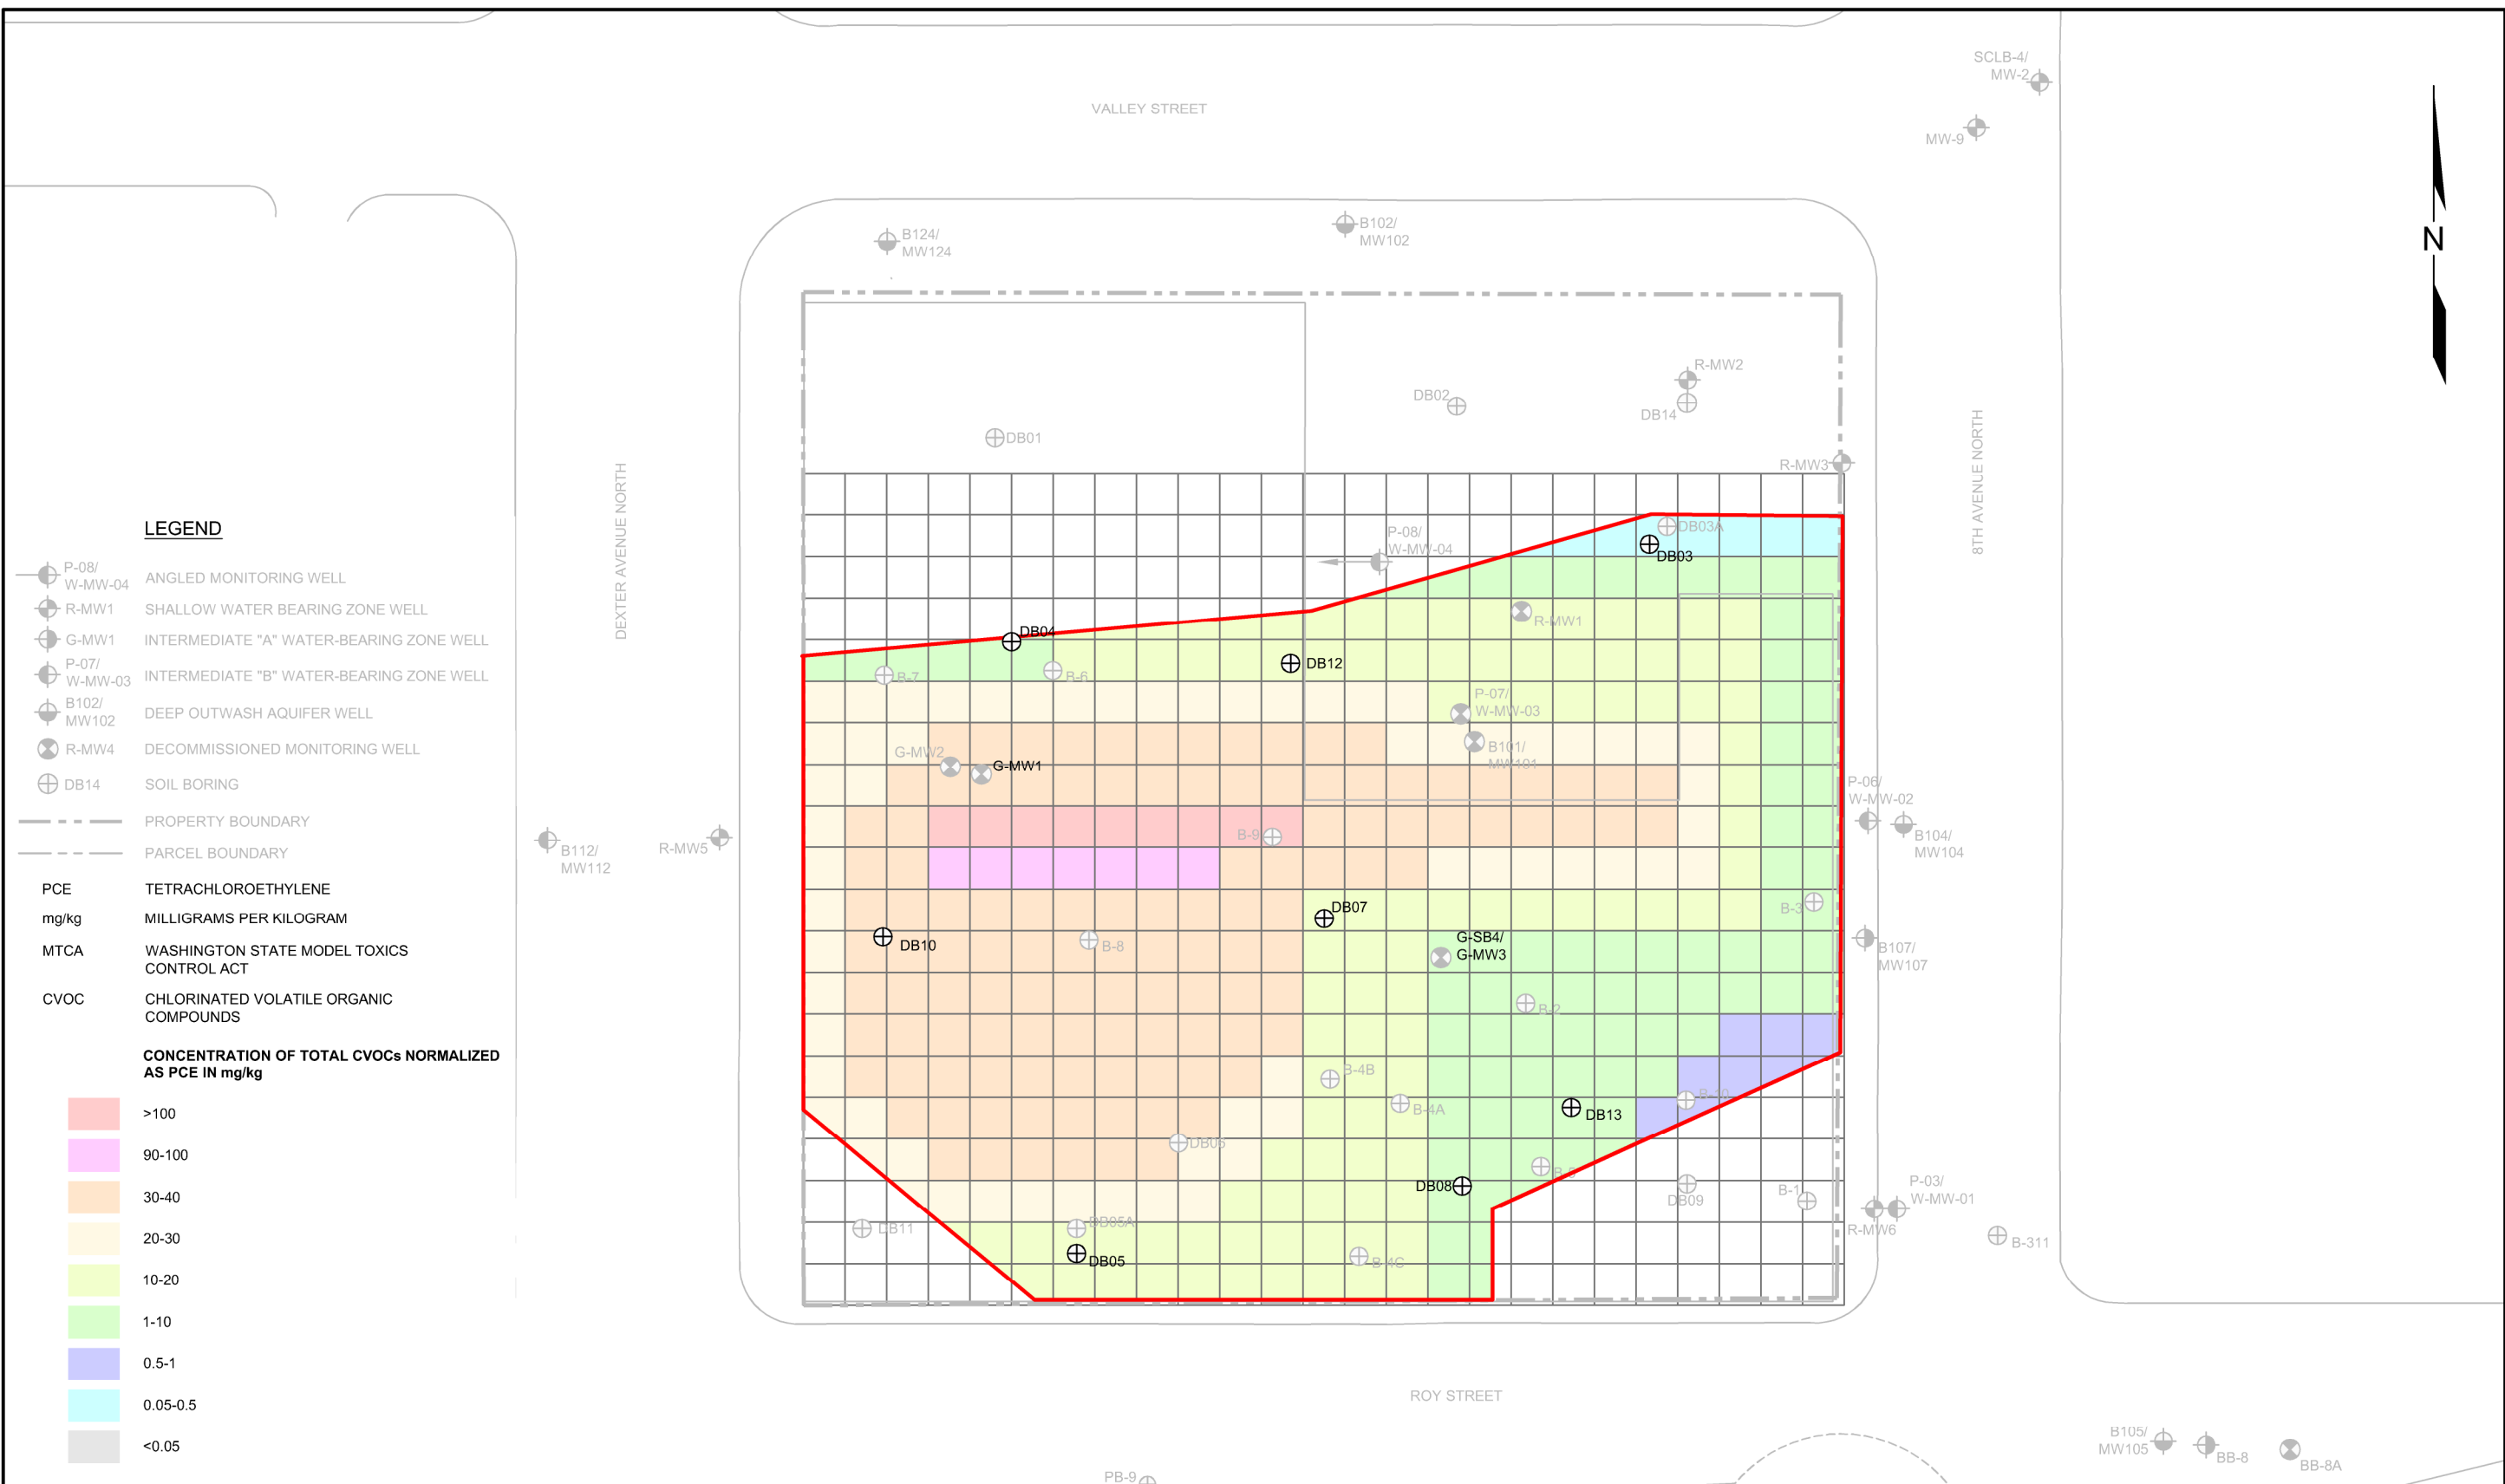 SCLB-4/
MW-2
VALLEY STREET
MW-9
B124/
MW124
B102/
MW102
N
R-MW2
DB02
DB14
DB01
R-MW3
DEXTER AVENUE NORTH
8TH AVENLE NORTH
P-08/
W-MW-04
DB03A
DB03
R-MW1
DB04
DB12
B-7
B-6
P-07/
W-MW-03
G-MW2
G-MW1
B101/
MW101
P-06/
W-MW-02
B-9
B104/
MW104
B112/
MW112
R-MW5
DB07
B-3
DB10
B-8
G-SB4/
G-MW3
B107/
MW107
B-2
B-4B
B-4A
B-10
DB13
DB06
B-5
DB08
DB09
B-1
P-03/
W-MW-01
R-MW6
DB11
DB05A
DB05
B-4C
B-311
ROY STREET
B105/
MW105
BB-8
BB-8A
PB-9
LEGEND
P-08/
W-MW-04
ANGLED MONITORING WELL
R-MW1 SHALLOW WATER BEARING ZONE WELL
G-MW1 INTERMEDIATE "A" WATER-BEARING ZONE WELL
P-07/
W-MW-03
INTERMEDIATE "B" WATER-BEARING ZONE WELL
B102/
MW102
DEEP OUTWASH AQUIFER WELL
R-MW4 DECOMMISSIONED MONITORING WELL
DB14 SOIL BORING
PROPERTY BOUNDARY
PARCEL BOUNDARY
PCE TETRACHLOROETHYLENE
mg/kg MILLIGRAMS PER KILOGRAM
MTCA WASHINGTON STATE MODEL TOXICS
CONTROL ACT
CVOC CHLORINATED VOLATILE ORGANIC
COMPOUNDS
CONCENTRATION OF TOTAL CVOCs NORMALIZED
AS PCE IN mg/kg
>100
90-100
30-40
20-30
10-20
1-10
0.5-1
0.05-0.5
<0.05